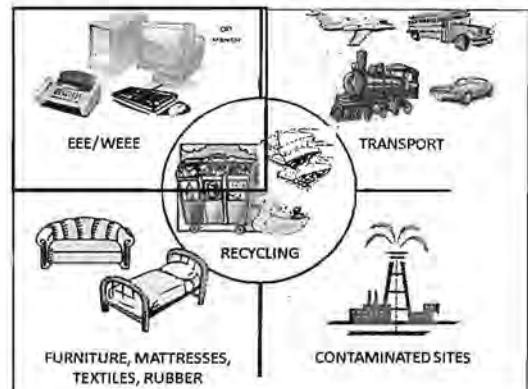 EEE/WEEE
TRANSPORT
RECYCLING
FURNITURE, MATTRESSES,
TEXTILES, RUBBER
CONTAMINATED SITES